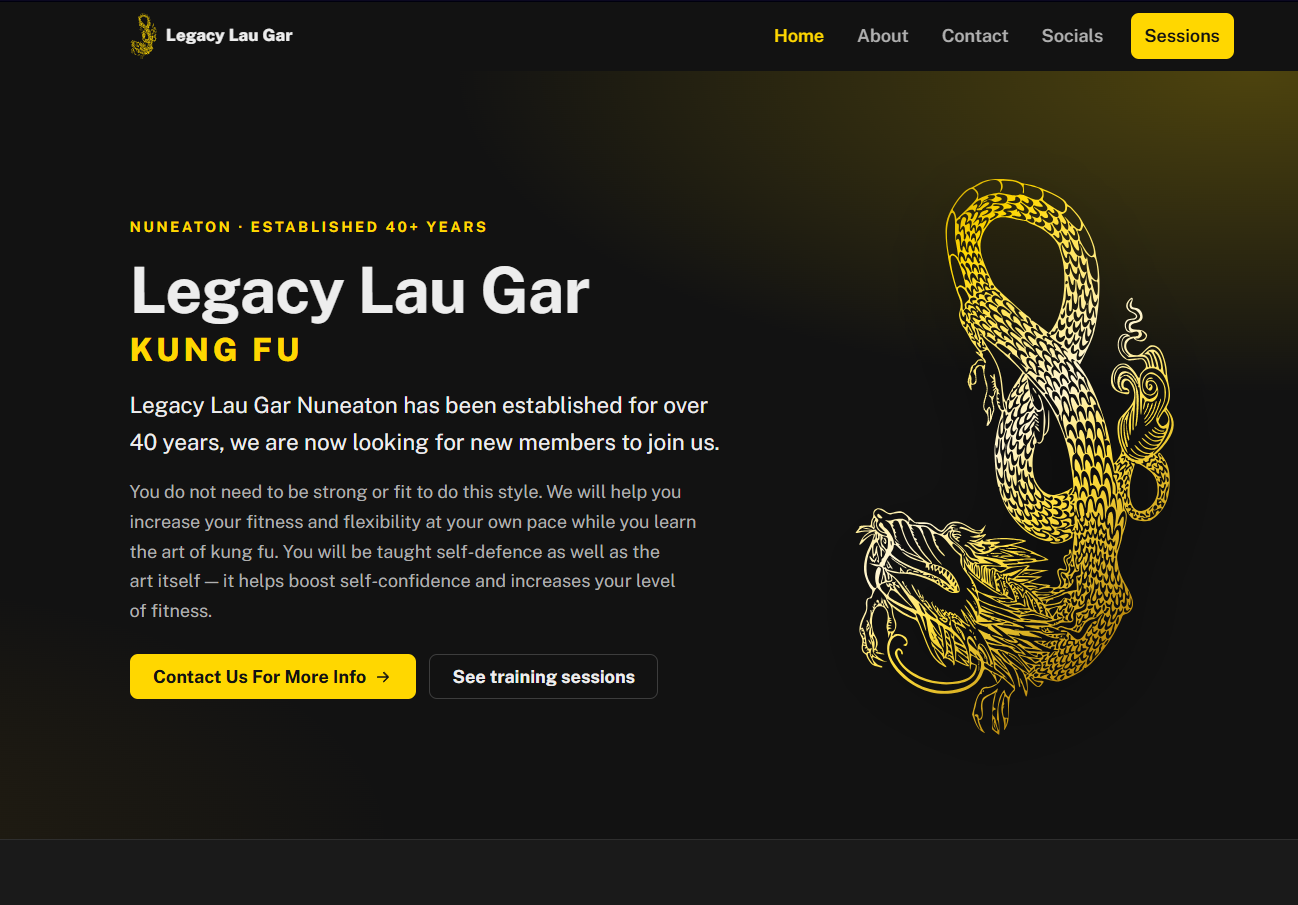 Legacy Lau Gar
Home About Contact Socials Sessions
NUNEATON · ESTABLISHED 40+ YEARS
Legacy Lau Gar
KUNG FU
Legacy Lau Gar Nuneaton has been established for over
40 years, we are now looking for new members to join us.
You do not need to be strong or fit to do this style. We will help you
increase your fitness and flexibility at your own pace while you learn
the art of kung fu. You will be taught self-defence as well as the
art itself — it helps boost self-confidence and increases your level
of fitness.
Contact Us For More Info →
See training sessions